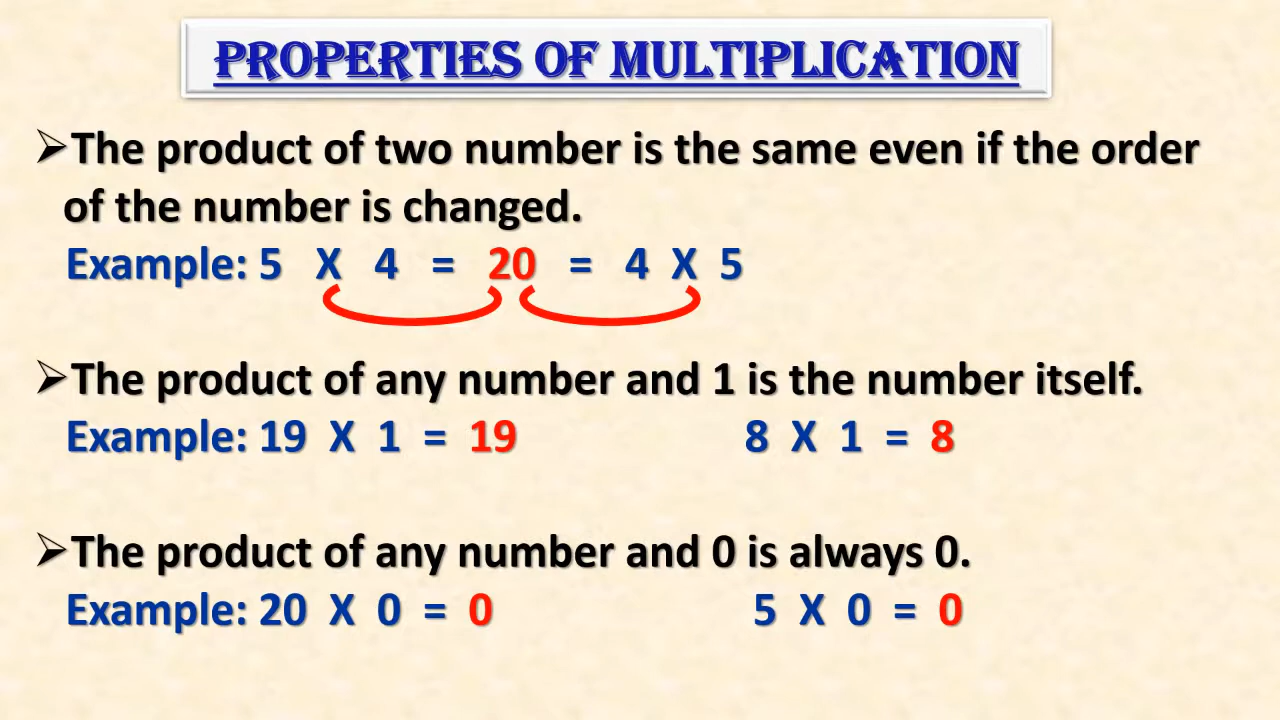 PROPERTIES OF MULTIPLICATION
➢The product of two number is the same even if the order
of the number is changed.
Example: 5 X 4 = 20 = 4 X 5
➢The product of any number and 1 is the number itself.
Example: 19 X 1 = 19 8 X 1 = 8
➢The product of any number and 0 is always 0.
Example: 20 X 0 = 0 5 X 0 = 0